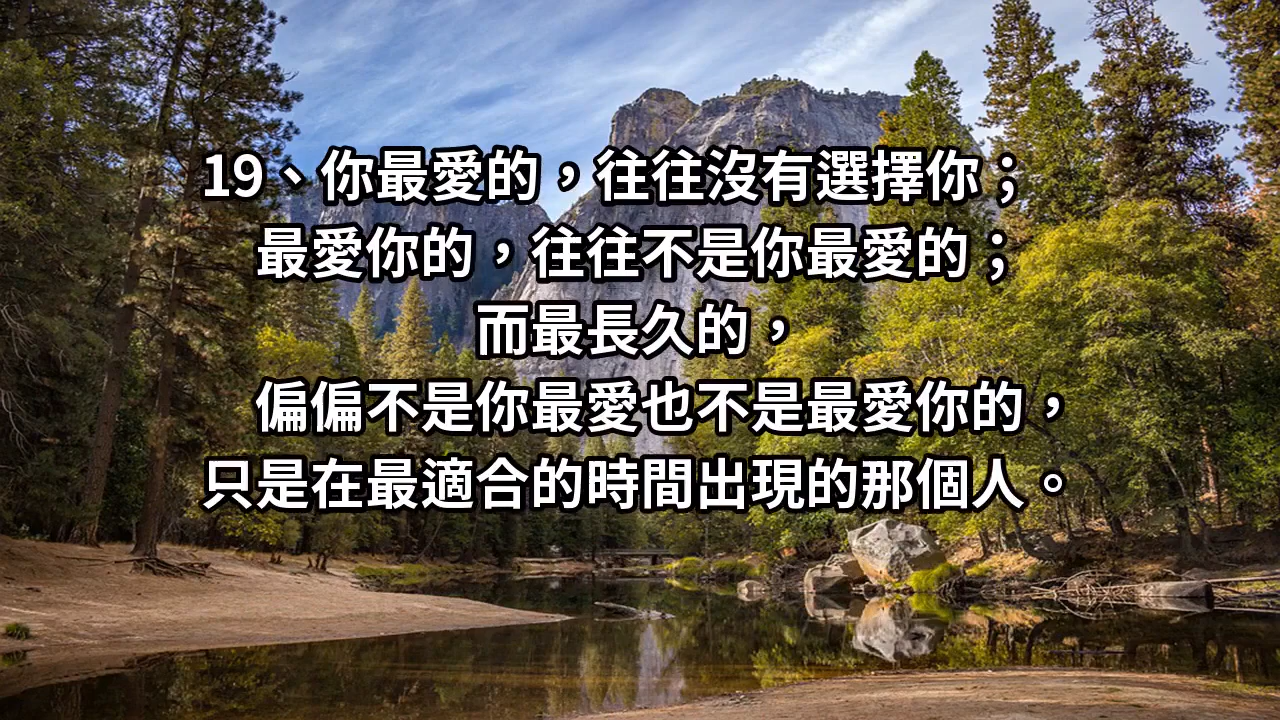 19、你最愛的，往往沒有選擇你；
最愛你的，往往不是你最愛的；
而最長久的，
偏偏不是你最愛也不是最愛你的，
只是在最適合的時間出現的那個人。